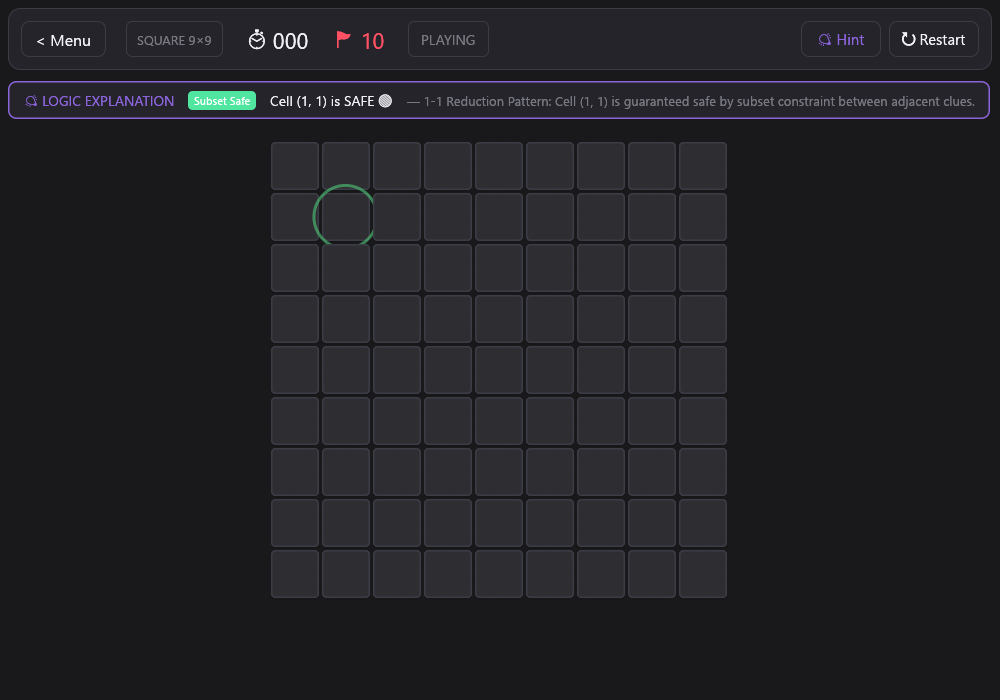 < Menu SQUARE 9×9 000 10 PLAYING Hint Restart
LOGIC EXPLANATION Subset Safe Cell (1, 1) is SAFE — 1-1 Reduction Pattern: Cell (1, 1) is guaranteed safe by subset constraint between adjacent clues.